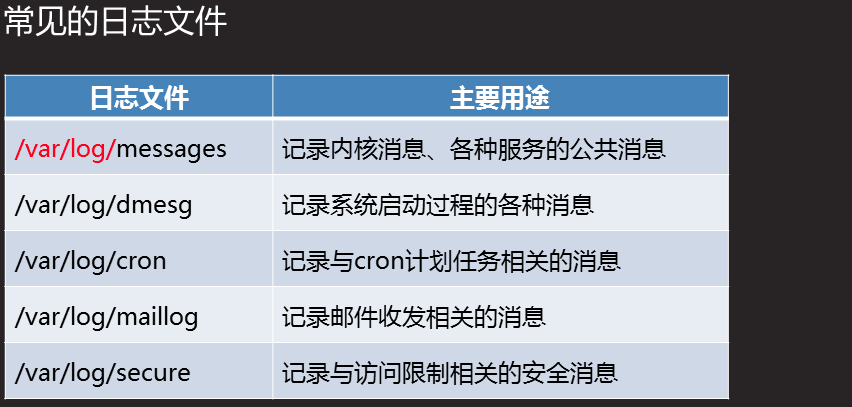 常见的日志文件
日志文件 主要用途
/var/log/messages 记录内核消息、各种服务的公共消息
/var/log/dmesg 记录系统启动过程的各种消息
/var/log/cron 记录与cron计划任务相关的消息
/var/log/maillog 记录邮件收发相关的消息
/var/log/secure 记录与访问限制相关的安全消息